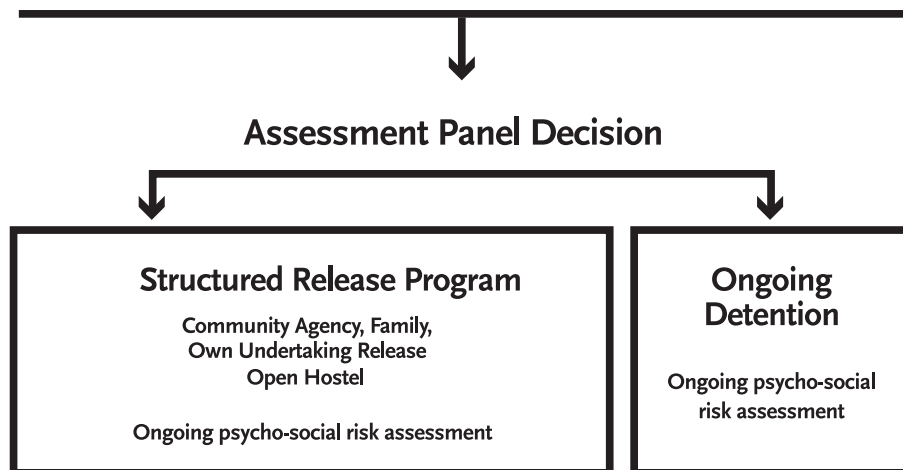 Assessment Panel Decision
Structured Release Program
Community Agency, Family,
Own Undertaking Release
Open Hostel
Ongoing psycho-social risk assessment
Ongoing
Detention
Ongoing psycho-social
risk assessment